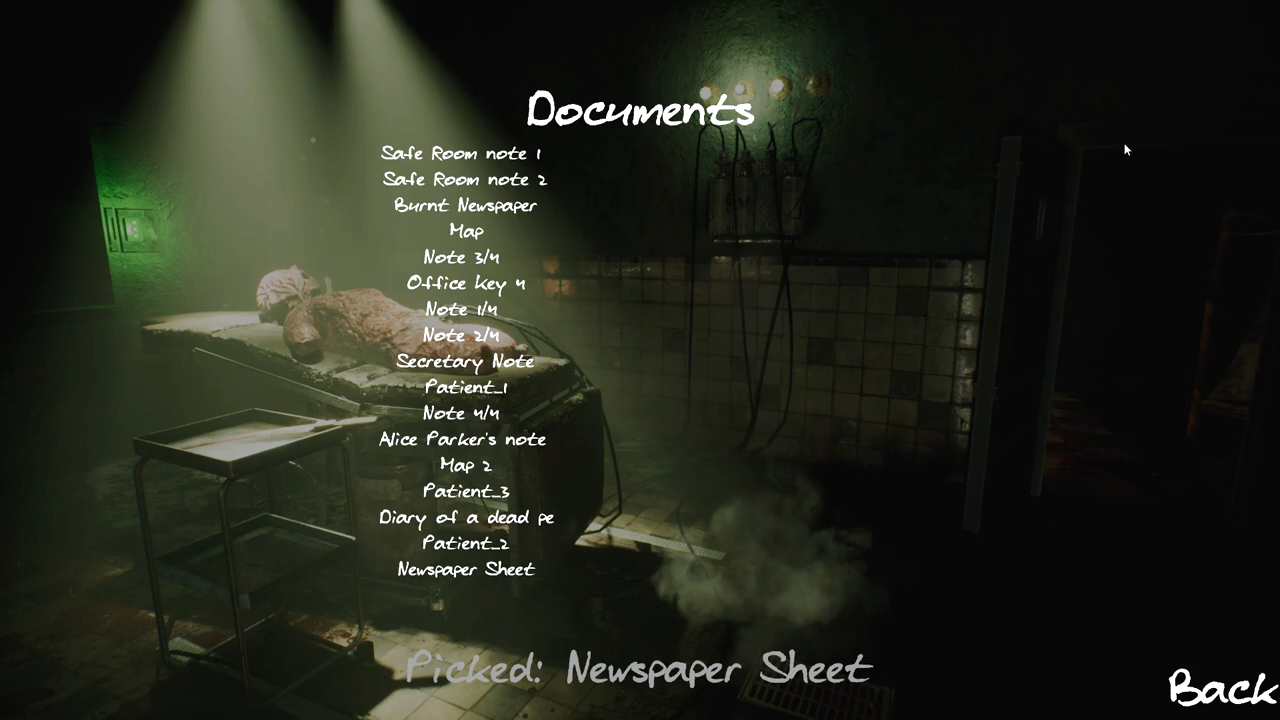 Documents
Safe Room note 1
Safe Room note 2
Burnt Newspaper
Map
Note 3/4
Office Key 4
Note 1/4
Note 2/4
Secretary Note
Patient_1
Note 4/4
Alice Parker's note
Map 2
Patient_3
Diary of a dead pe
Patient_2
Newspaper Sheet
Picked: Newspaper Sheet
Back